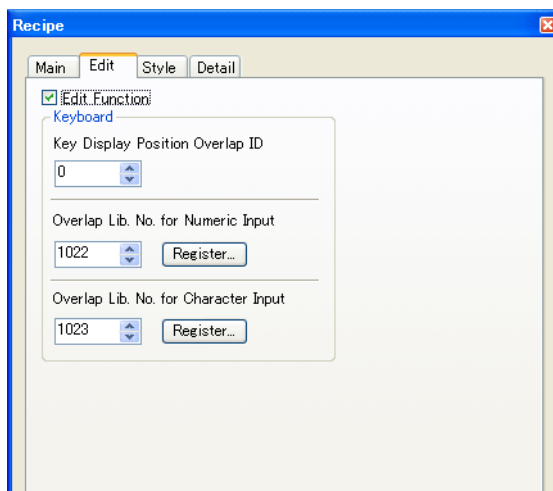 Recipe
Main Edit Style Detail
Edit Function
Keyboard
Key Display Position Overlap ID
0
Overlap Lib. No. for Numeric Input
1022 Register...
Overlap Lib. No. for Character Input
1023 Register...